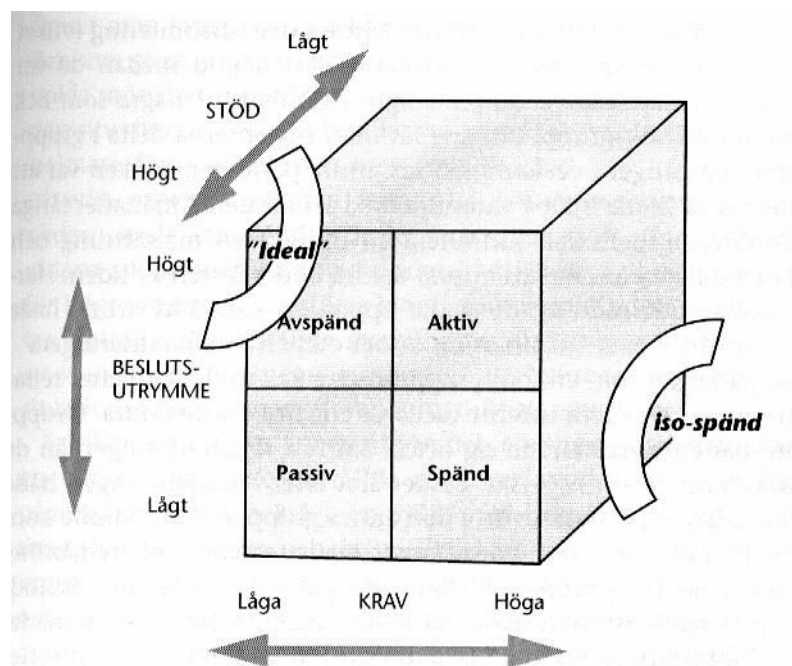 Lågt
STÖD
Högt
Högt
Ideal
Avspänd
Aktiv
BESLUTS-
UTRYMME
iso-spänd
Passiv
Spänd
Lågt
Låga
KRAV
Höga